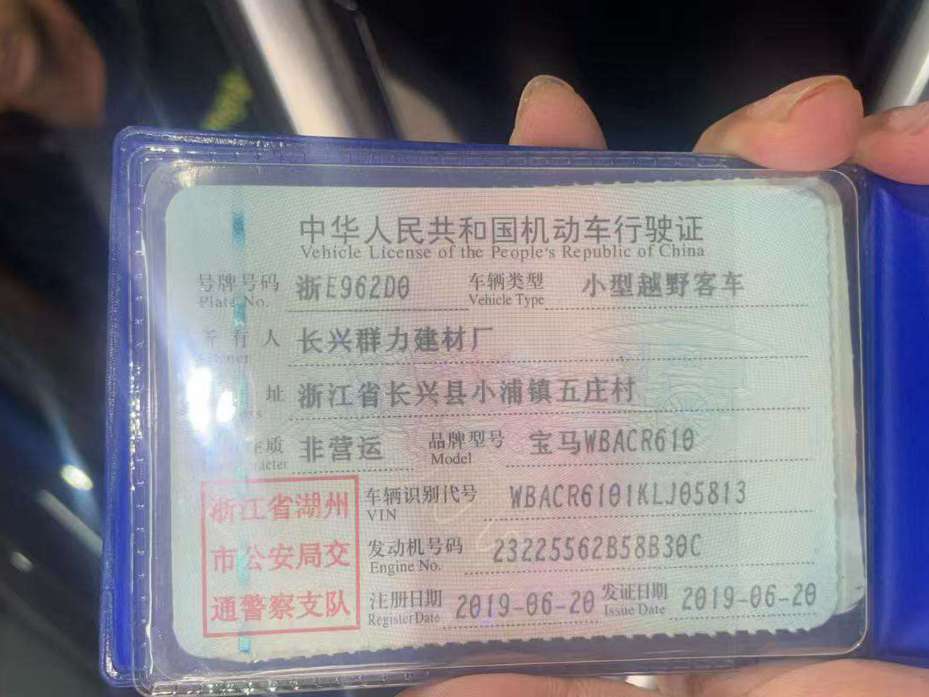 中华人民共和国机动车行驶证
Vehicle License of the People's Republic of China
号牌号码 浙E962D0 车辆类型 小型越野客车
Plate No. Vehicle Type
所有人 长兴群力建材厂
址 浙江省长兴县小浦镇五庄村
质 非营运 品牌型号 宝马WBACR610
Model
车辆识别代号 WBACR6101KLJ05813
VIN
发动机号码 23225562B58B30C
Engine No.
注册日期 2019-06-20 发证日期 2019-06-20
Register Date Issue Date
浙江省湖州
市公安局交
通警察支队